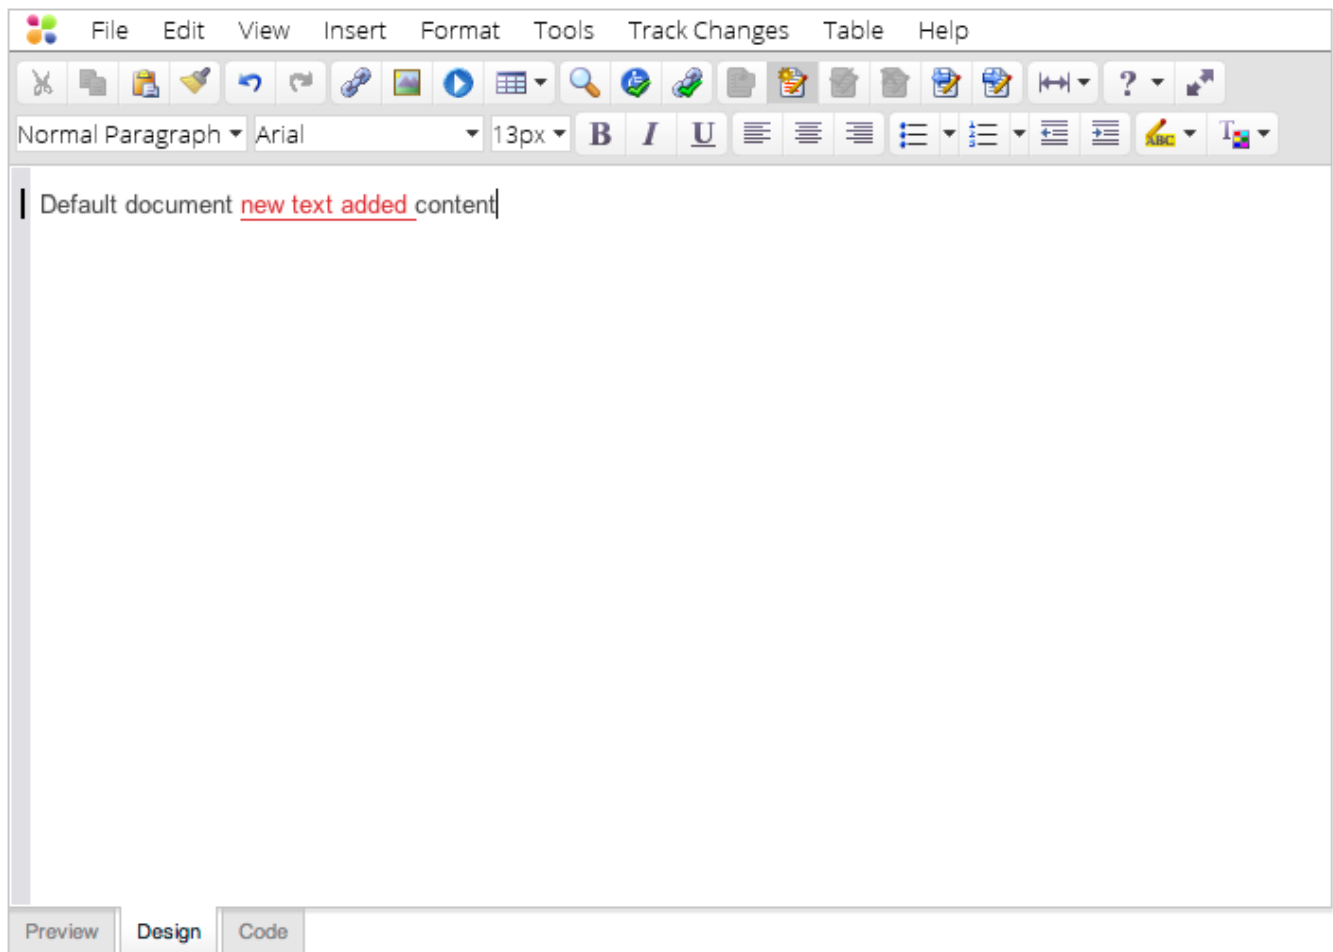 File Edit View Insert Format Tools Track Changes Table Help
?
Normal Paragraph Arial 13px B I U ABC T
Default document new text added content
Preview Design Code